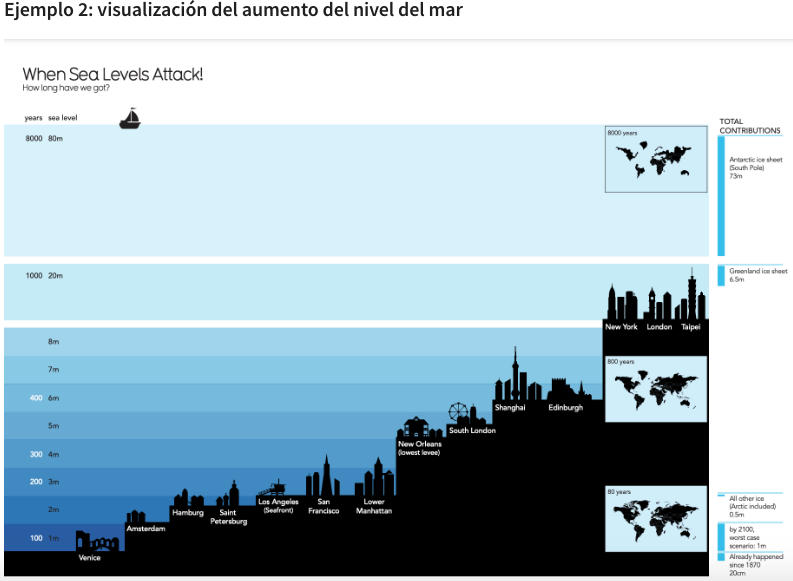 Ejemplo 2: visualización del aumento del nivel del mar
When Sea Levels Attack!
How long have we got?
years sea level
8000 80m
8000 years
TOTAL
CONTRIBUTIONS
Antarctic ice sheet
(South Pole)
73m
1000 20m
Greenland ice sheet
6.5m
New York London Taipei
8m
7m
800 years
400 6m
Shanghai Edinburgh
5m
South London
New Orleans
(lowest levee)
300 4m
200 3m
80 years
Los Angeles
(Seafront)
San
Francisco
Lower
Manhattan
Hamburg
Saint
Petersburg
2m
Amsterdam
100 1m
Venice
All other ice
(Arctic included)
0.5m
by 2100,
worst case
scenario: 1m
Already happened
since 1870
20cm